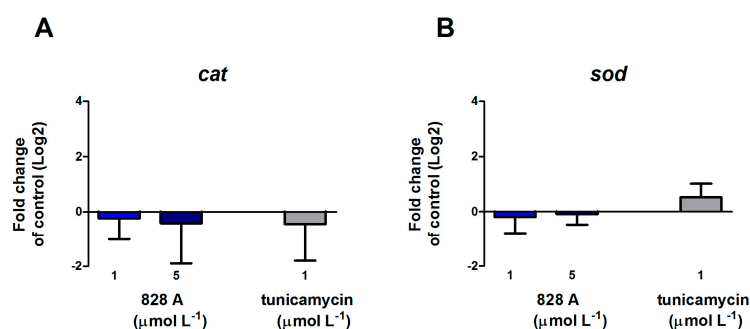 A
cat
Fold change
of control (Log2)
4
2
0
-2
1
5
1
828 A
(μmol L⁻¹)
tunicamycin
(μmol L⁻¹)
B
sod
Fold change
of control (Log2)
4
2
0
-2
1
5
1
828 A
(μmol L⁻¹)
tunicamycin
(μmol L⁻¹)